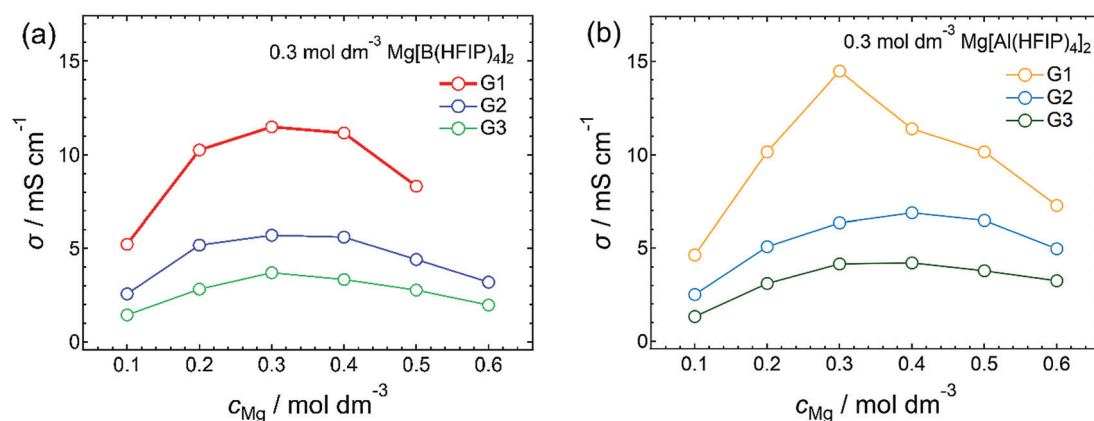 (a)
0.3 mol dm⁻³ Mg[B(HFIP)₄]₂
G1
G2
G3
15
10
5
0
σ / mS cm⁻¹
0.1 0.2 0.3 0.4 0.5 0.6
c_Mg / mol dm⁻³
(b)
0.3 mol dm⁻³ Mg[Al(HFIP)₄]₂
G1
G2
G3
15
10
5
0
σ / mS cm⁻¹
0.1 0.2 0.3 0.4 0.5 0.6
c_Mg / mol dm⁻³